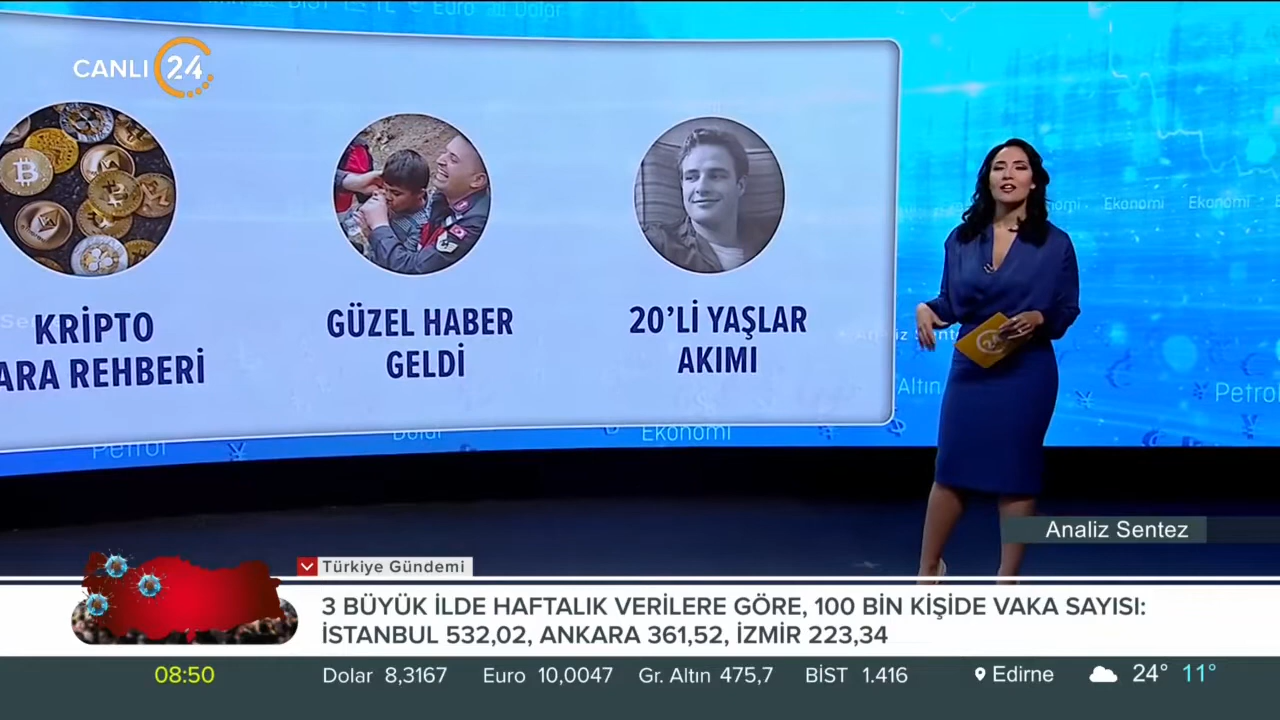 Euro Dolar
CANLI 24
KRİPTO
ARA REHBERİ
GÜZEL HABER
GELDİ
20'Lİ YAŞLAR
AKIMI
Ekonomi Ekonomi
Altın
Petrol
Petrol
Dolar
Ekonomi
24
Analiz Sentez
Türkiye Gündemi
3 BÜYÜK İLDE HAFTALIK VERİLERE GÖRE, 100 BİN KİŞİDE VAKA SAYISI:
İSTANBUL 532,02, ANKARA 361,52, İZMİR 223,34
08:50 Dolar 8,3167 Euro 10,0047 Gr. Altın 475,7 BİST 1.416 Edirne 24° 11°